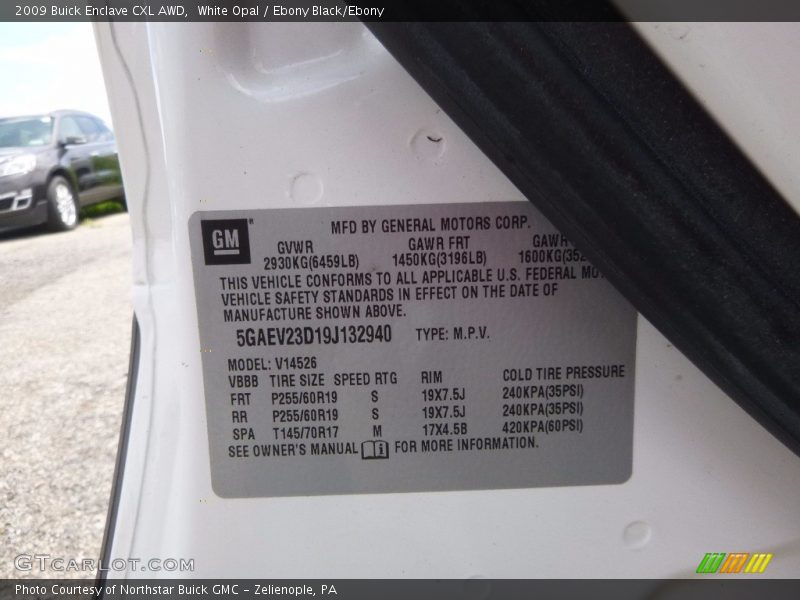 2009 Buick Enclave CXL AWD, White Opal / Ebony Black/Ebony
GM
MFD BY GENERAL MOTORS CORP.
GVWR GAWR FRT GAWR
2930KG(6459LB) 1450KG(3196LB) 1600KG(352
THIS VEHICLE CONFORMS TO ALL APPLICABLE U.S. FEDERAL MO
VEHICLE SAFETY STANDARDS IN EFFECT ON THE DATE OF
MANUFACTURE SHOWN ABOVE.
5GAEV23D19J132940 TYPE: M.P.V.
MODEL: V14526
VBBB TIRE SIZE SPEED RTG RIM COLD TIRE PRESSURE
FRT P255/60R19 S 19X7.5J 240KPA(35PSI)
RR P255/60R19 S 19X7.5J 240KPA(35PSI)
SPA T145/70R17 M 17X4.5B 420KPA(60PSI)
SEE OWNER'S MANUAL i FOR MORE INFORMATION.
GTCarLot.com
Photo Courtesy of Northstar Buick GMC - Zelienople, PA